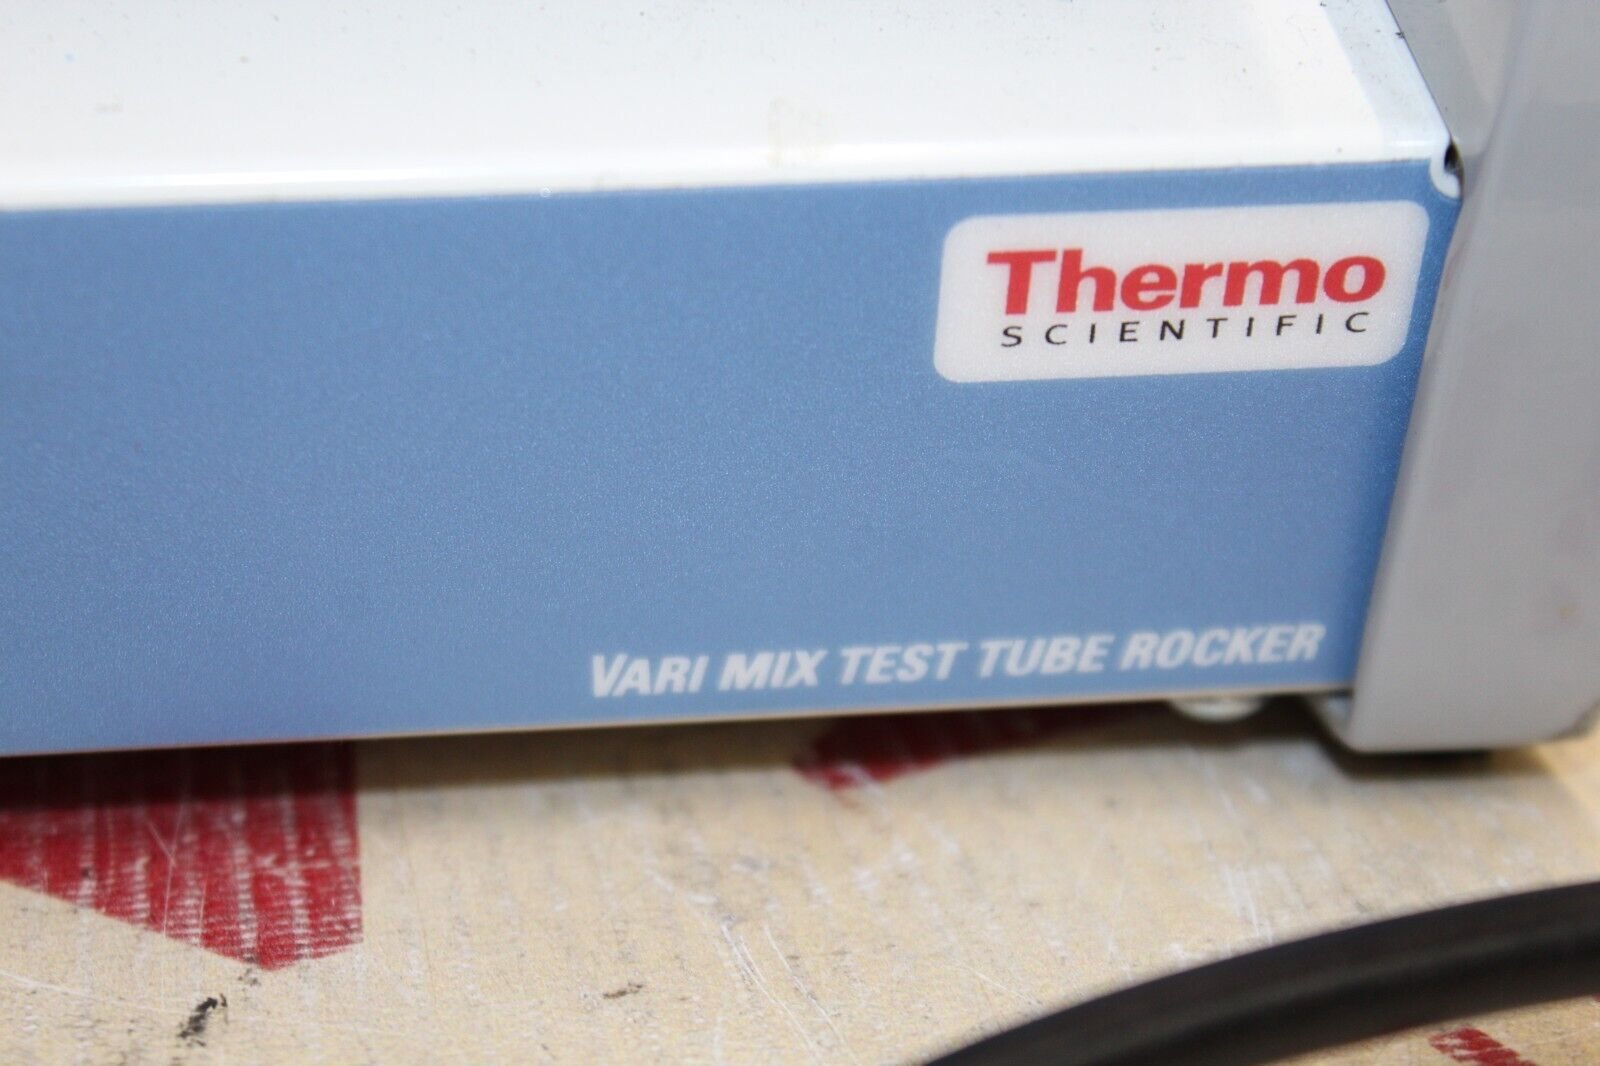 Thermo
SCIENTIFIC
VARI MIX TEST TUBE ROCKER